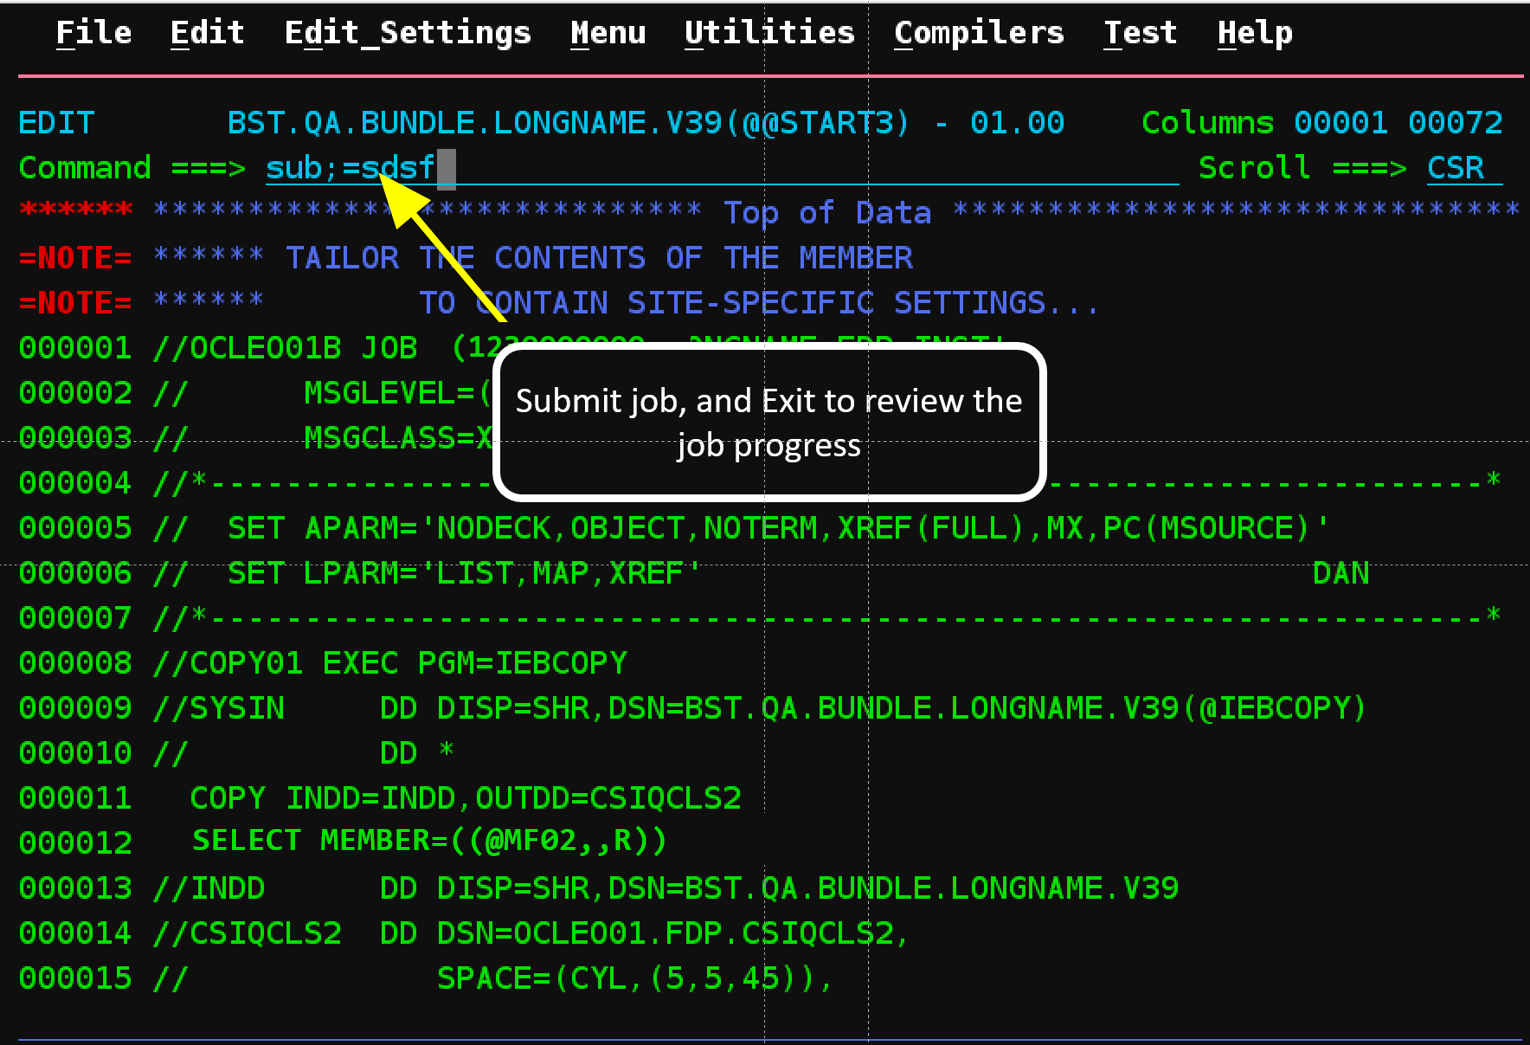 File  Edit  Edit_Settings  Menu  Utilities  Compilers  Test  Help
EDIT       BST.QA.BUNDLE.LONGNAME.V39(@@START3) - 01.00    Columns 00001 00072
Command ===> sub;=sdsf                                       Scroll ===> CSR
****** ***************************** Top of Data ******************************
=NOTE= ****** TAILOR THE CONTENTS OF THE MEMBER
=NOTE= ******        TO CONTAIN SITE-SPECIFIC SETTINGS...
000001 //OCLEO01B JOB  (123
000002 //      MSGLEVEL=(
Submit job, and Exit to review the
000003 //      MSGCLASS=X
job progress
000004 //*-------------------------------------------------------------------*
000005 //  SET APARM='NODECK,OBJECT,NOTERM,XREF(FULL),MX,PC(MSOURCE)'
000006 //  SET LPARM='LIST,MAP,XREF'                                DAN
000007 //*-------------------------------------------------------------------*
000008 //COPY01 EXEC PGM=IEBCOPY
000009 //SYSIN     DD DISP=SHR,DSN=BST.QA.BUNDLE.LONGNAME.V39(@IEBCOPY)
000010 //          DD *
000011   COPY INDD=INDD,OUTDD=CSIQCLS2
000012   SELECT MEMBER=((@MF02,,R))
000013 //INDD      DD DISP=SHR,DSN=BST.QA.BUNDLE.LONGNAME.V39
000014 //CSIQCLS2  DD DSN=OCLEO01.FDP.CSIQCLS2,
000015 //             SPACE=(CYL,(5,5,45)),